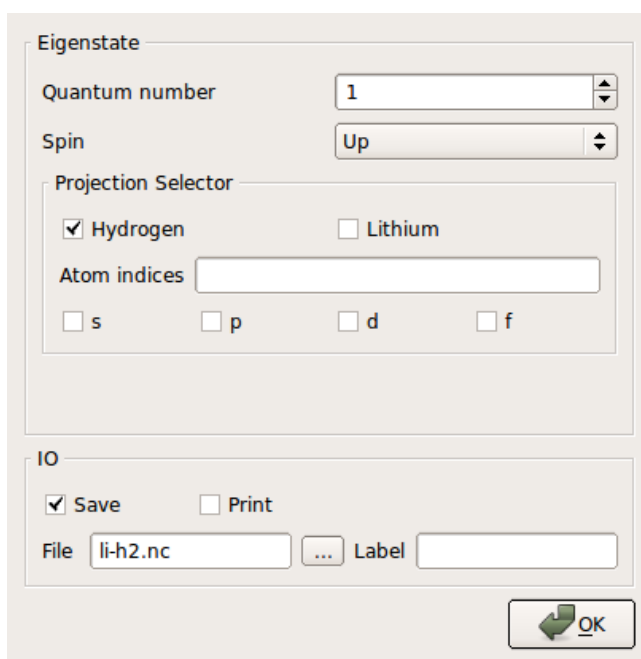 Eigenstate
Quantum number 1
Spin Up
Projection Selector
Hydrogen Lithium
Atom indices
s p d f
IO
Save Print
File li-h2.nc ... Label
OK